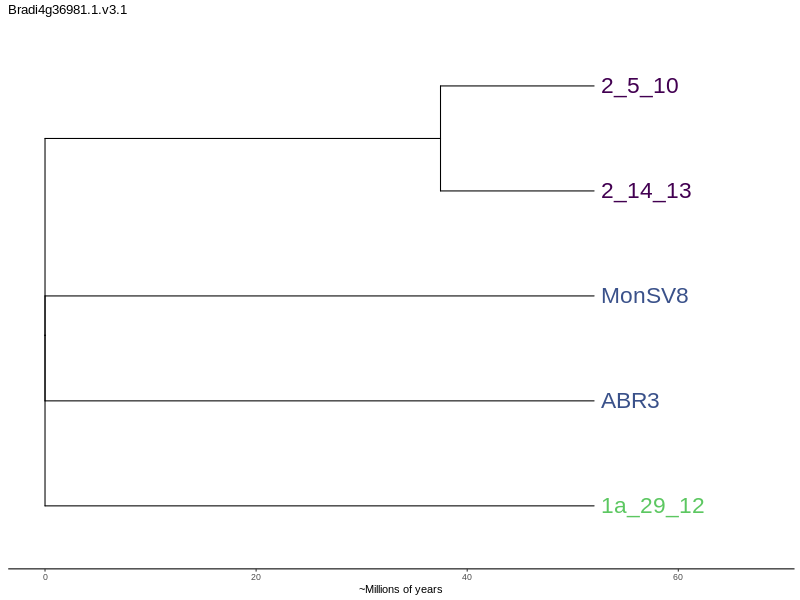 Bradi4g36981.1.v3.1
2_5_10
2_14_13
MonSV8
ABR3
1a_29_12
0 20 40 60
~Millions of years